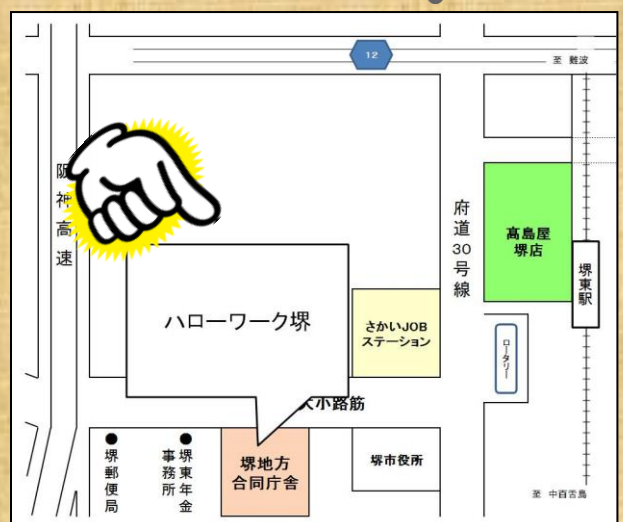 12
至 難波
阪神高速
府道30号線
高島屋
堺店
堺東駅
ハローワーク堺
さかいJOB
ステーション
ロータリー
大小路筋
堺郵便局
堺東年金
事務所
堺地方
合同庁舎
堺市役所
至 中百舌鳥